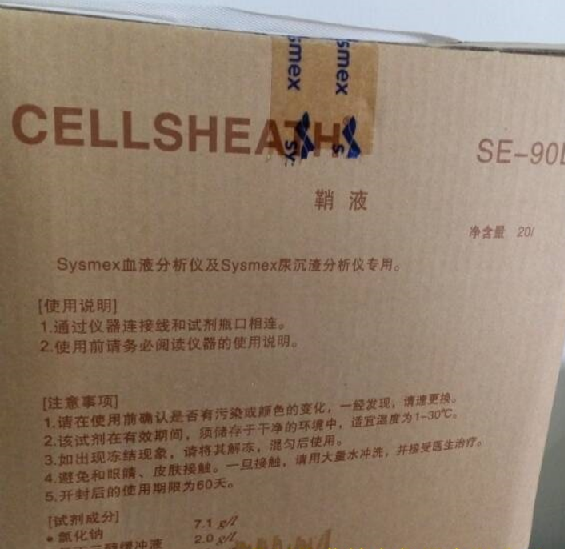 sysmex
sysmex
CELLSHEATH®
SE-90
鞘 液
净含量 20l
Sysmex血液分析仪及Sysmex尿沉渣分析仪专用。
[使用说明]
1.通过仪器连接线和试剂瓶口相连。
2.使用前请务必阅读仪器的使用说明。
[注意事项]
1.请在使用前确认是否有污染或颜色的变化，一经发现，请速更换。
2.该试剂在有效期间，须储存于干净的环境中，适宜温度为1-30℃。
3.如出现冻结现象，请将其解冻，混匀后使用。
4.避免和眼睛、皮肤接触。一旦接触，请用大量水冲洗，并接受医生治疗。
5.开封后的使用期限为60天。
[试剂成分]
• 氯化钠 7.1 g/l
缓冲液 2.0 g/l